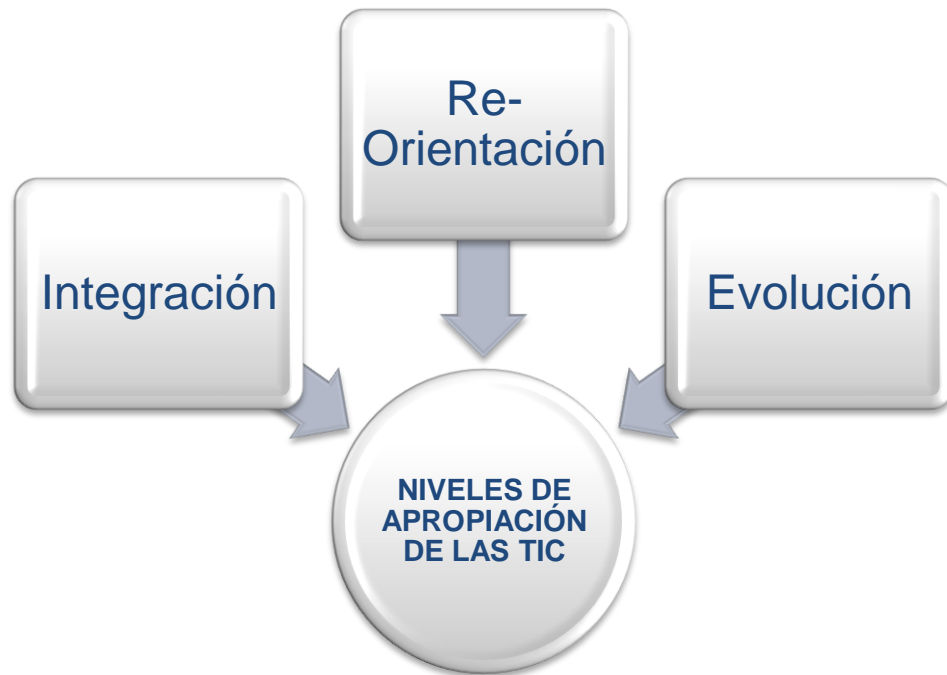 Re-
Orientación
Integración
Evolución
NIVELES DE
APROPIACIÓN
DE LAS TIC